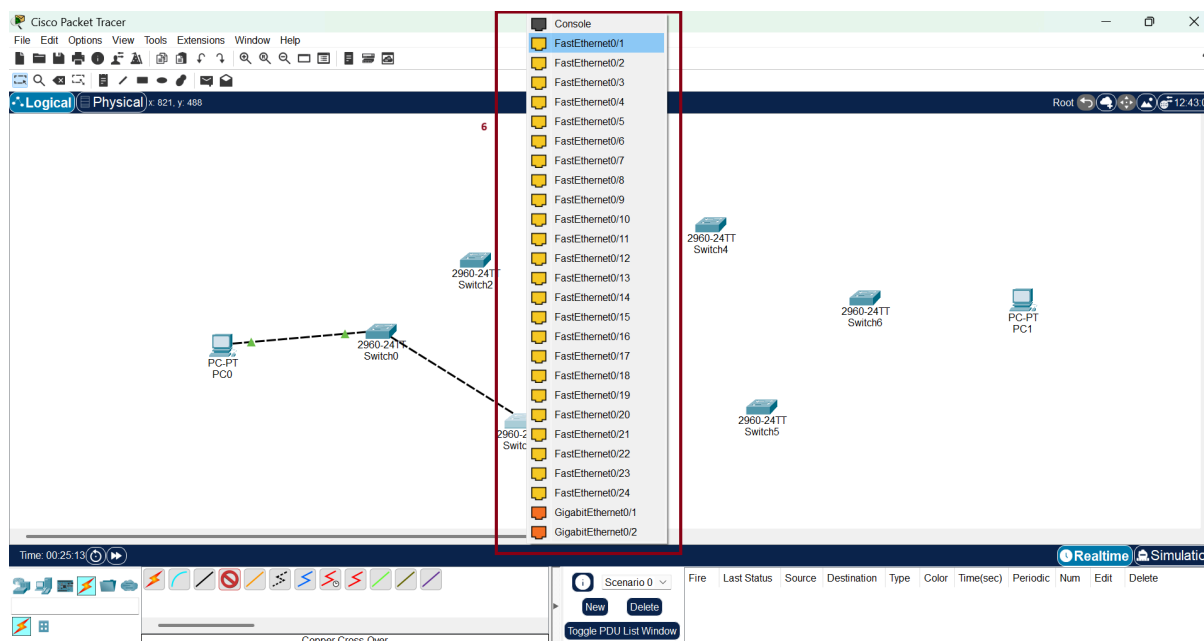 Cisco Packet Tracer
File Edit Options View Tools Extensions Window Help
Logical Physical x: 821, y: 488
Root 12:43:0
6
Console
FastEthernet0/1
FastEthernet0/2
FastEthernet0/3
FastEthernet0/4
FastEthernet0/5
FastEthernet0/6
FastEthernet0/7
FastEthernet0/8
FastEthernet0/9
FastEthernet0/10
FastEthernet0/11
FastEthernet0/12
FastEthernet0/13
FastEthernet0/14
FastEthernet0/15
FastEthernet0/16
FastEthernet0/17
FastEthernet0/18
FastEthernet0/19
FastEthernet0/20
FastEthernet0/21
FastEthernet0/22
FastEthernet0/23
FastEthernet0/24
GigabitEthernet0/1
GigabitEthernet0/2
2960-24TT
Switch4
2960-24T
Switch2
2960-24TT
Switch6
PC-PT
PC1
2960-24TT
Switch0
PC-PT
PC0
2960-2
Switc
2960-24TT
Switch5
Time: 00:25:13
Realtime Simulatio
Scenario 0
New Delete
Toggle PDU List Window
Fire Last Status Source Destination Type Color Time(sec) Periodic Num Edit Delete
Copper Cross-Over